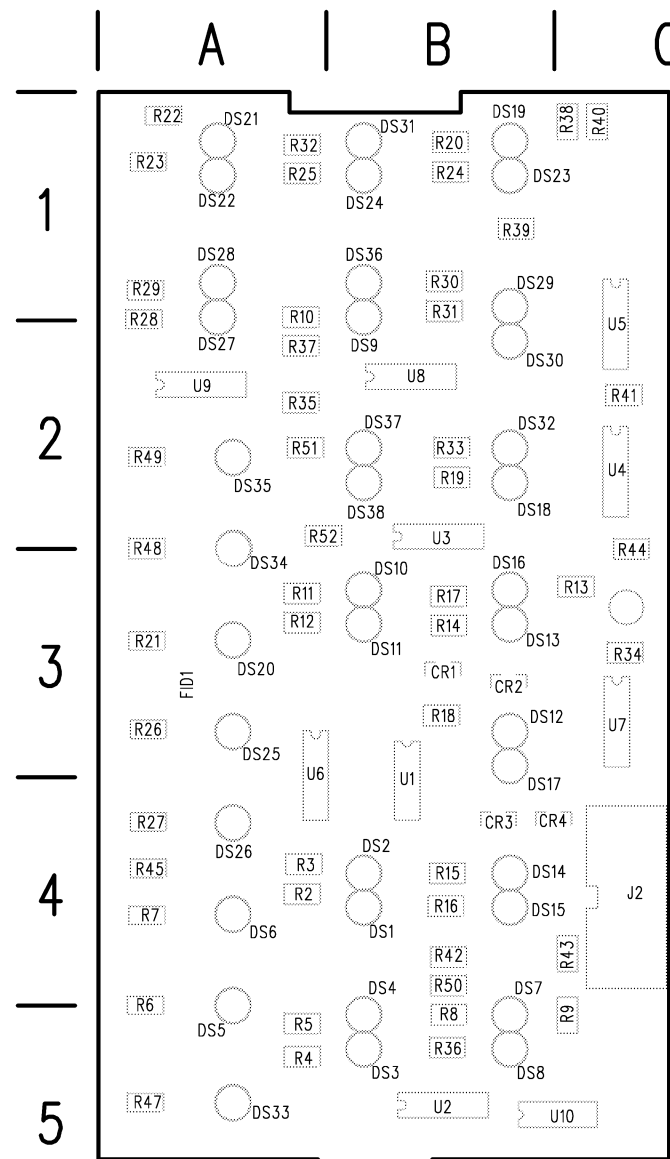 A B
R22 DS21 DS31 DS19 R38 R40
R32 R20
R23
R25 R24 DS23
1
DS22 DS24
R39
DS28 DS36
R30 DS29
R29
R28 R10 R31 U5
DS27 R37 DS9 DS30
U9 U8
R35 R41
2
DS37 DS32
R49 R51 R33
R19 U4
DS35
DS38 DS18
R52 U3
R48 R44
DS34 DS10 DS16
R11 R17 R13
R12 R14
R21 DS11 DS13 R34
3
DS20 CR1
FID1 CR2
R18 DS12 U7
R26
DS25
U6 U1 DS17
R27 CR3 CR4
DS26 DS2
R45 R3 R15 DS14
4
R2 J2
R7 R16 DS15
DS6 DS1
R42 R43
R50
DS4 DS7
R6
R5 R8 R9
DS5
R4 R36
DS3 DS8
R47 DS33 U2 U10
5